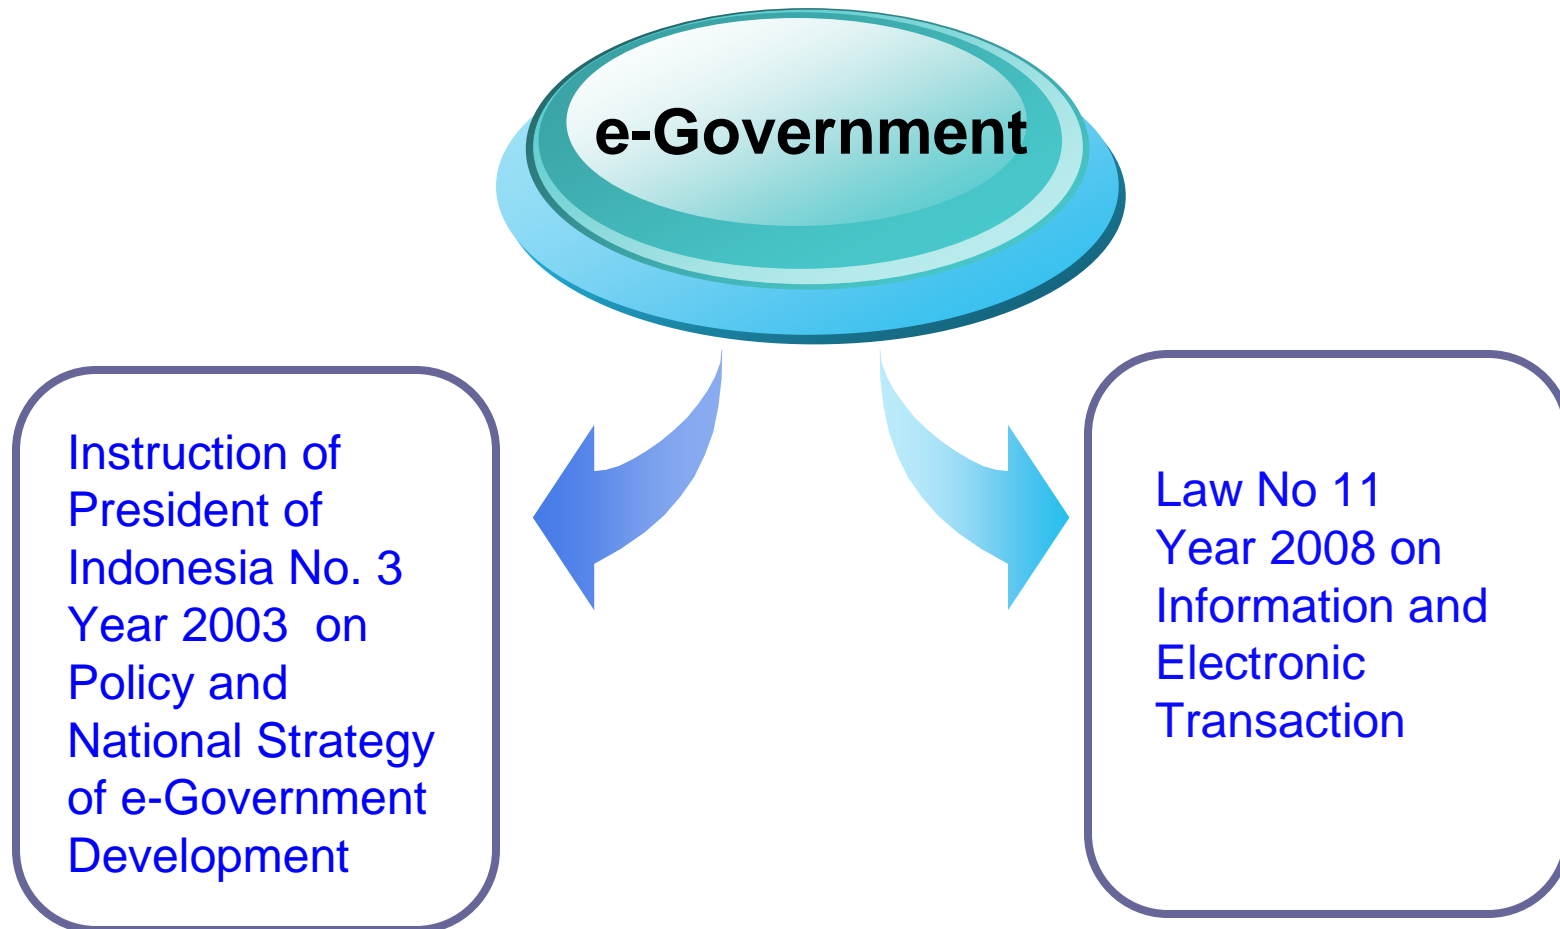 e-Government
Instruction of
President of
Indonesia No. 3
Year 2003  on
Policy and
National Strategy
of e-Government
Development
Law No 11
Year 2008 on
Information and
Electronic
Transaction